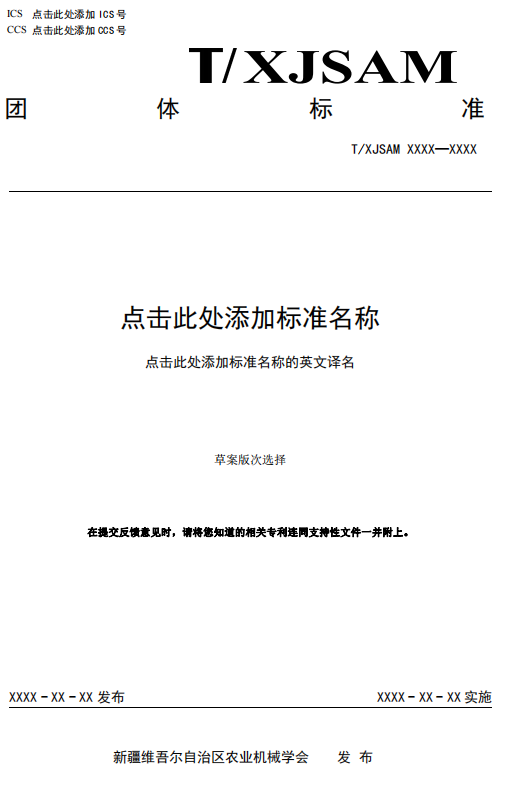 ICS 点击此处添加 ICS 号
CCS 点击此处添加 CCS 号
T/XJSAM
团体标准
T/XJSAM XXXX—XXXX
点击此处添加标准名称
点击此处添加标准名称的英文译名
草案版次选择
在提交反馈意见时，请将您知道的相关专利连同支持性文件一并附上。
XXXX-XX-XX 发布 XXXX-XX-XX 实施
新疆维吾尔自治区农业机械学会 发 布